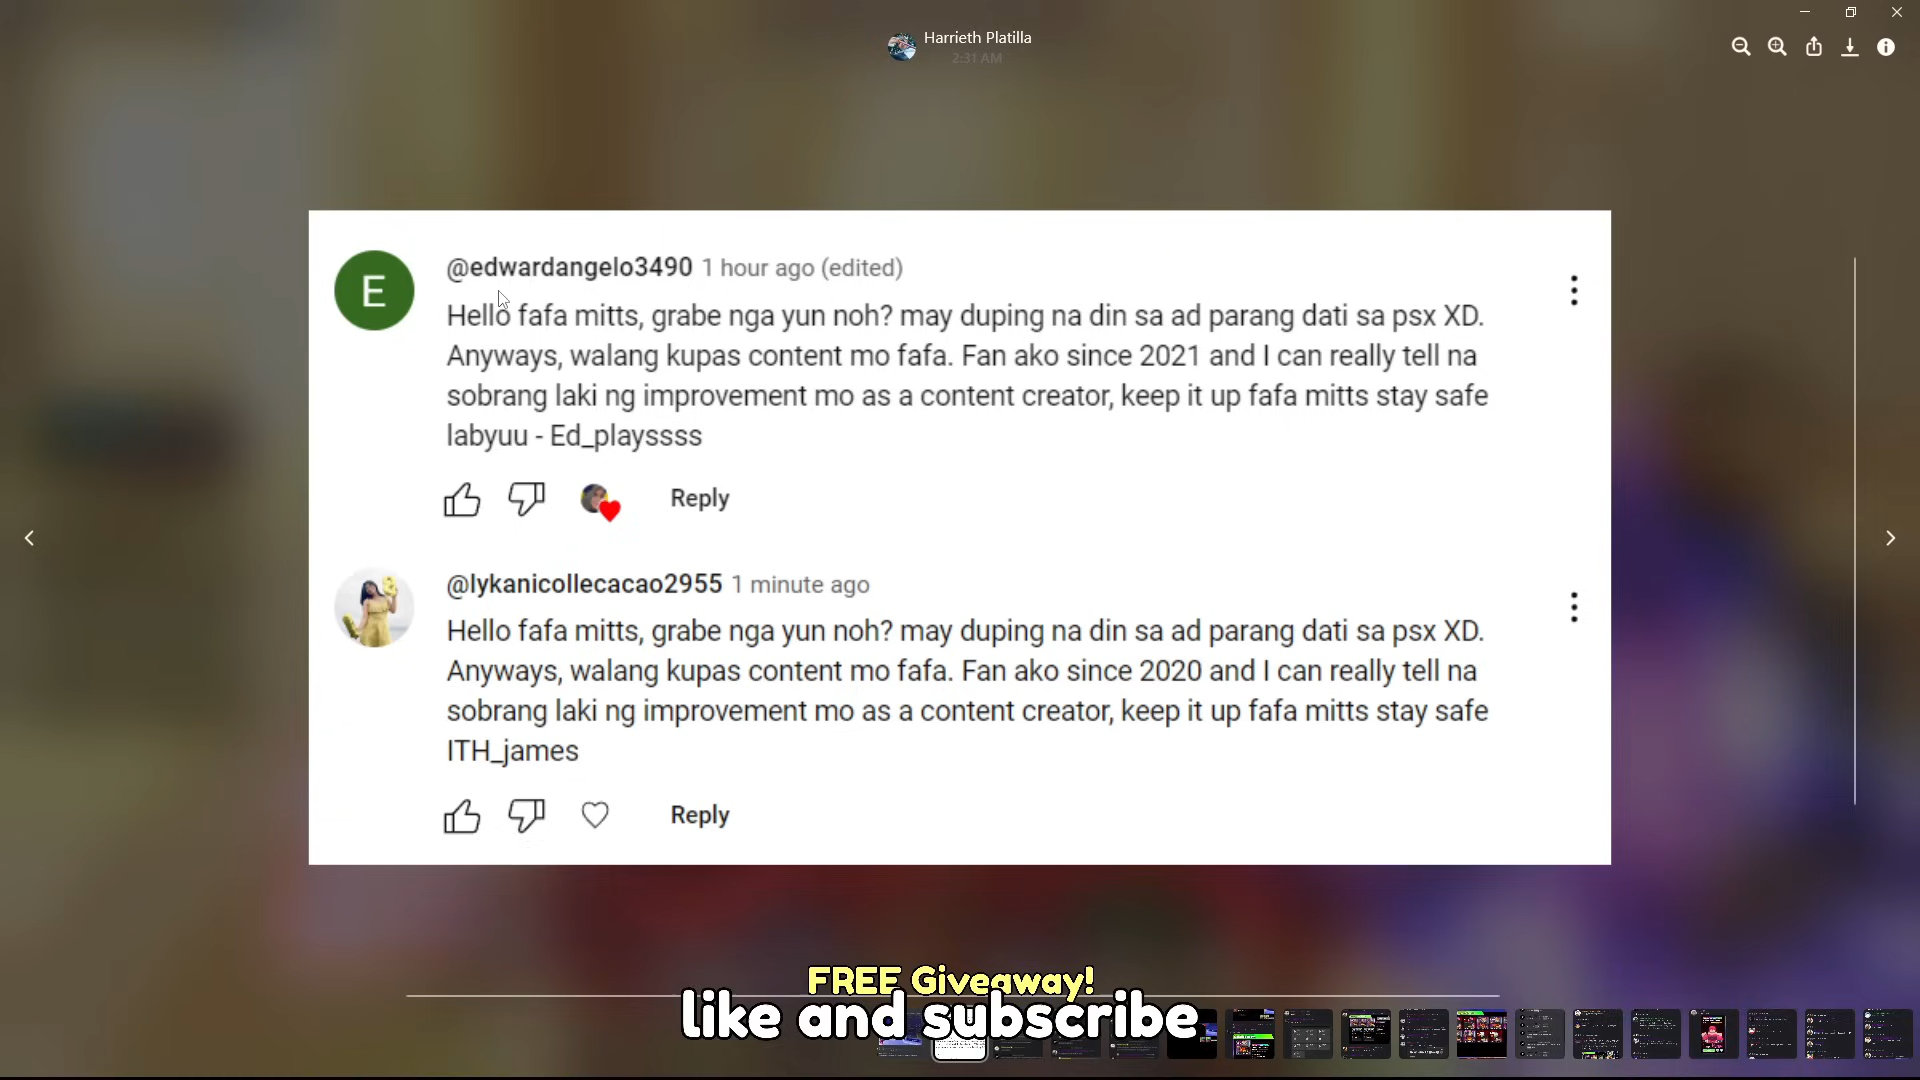 Harrieth Platilla
2:31 AM
@edwardangelo3490 1 hour ago (edited)
E
Hello fafa mitts, grabe nga yun noh? may duping na din sa ad parang dati sa psx XD.
Anyways, walang kupas content mo fafa. Fan ako since 2021 and I can really tell na
sobrang laki ng improvement mo as a content creator, keep it up fafa mitts stay safe
labyuu - Ed_playssss
Reply
@lykanicollecacao2955 1 minute ago
Hello fafa mitts, grabe nga yun noh? may duping na din sa ad parang dati sa psx XD.
Anyways, walang kupas content mo fafa. Fan ako since 2020 and I can really tell na
sobrang laki ng improvement mo as a content creator, keep it up fafa mitts stay safe
ITH_james
Reply
FREE Giveaway!
like and subscribe